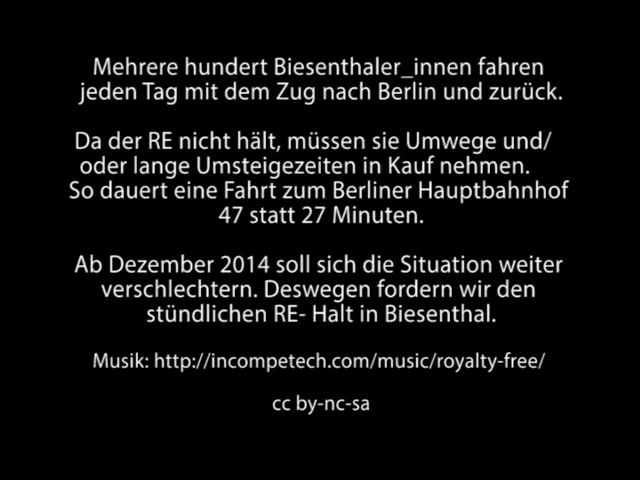 Mehrere hundert Biesenthaler_innen fahren
jeden Tag mit dem Zug nach Berlin und zurück.
Da der RE nicht hält, müssen sie Umwege und/
oder lange Umsteigezeiten in Kauf nehmen.
So dauert eine Fahrt zum Berliner Hauptbahnhof
47 statt 27 Minuten.
Ab Dezember 2014 soll sich die Situation weiter
verschlechtern. Deswegen fordern wir den
stündlichen RE- Halt in Biesenthal.
Musik: http://incompetech.com/music/royalty-free/
cc by-nc-sa